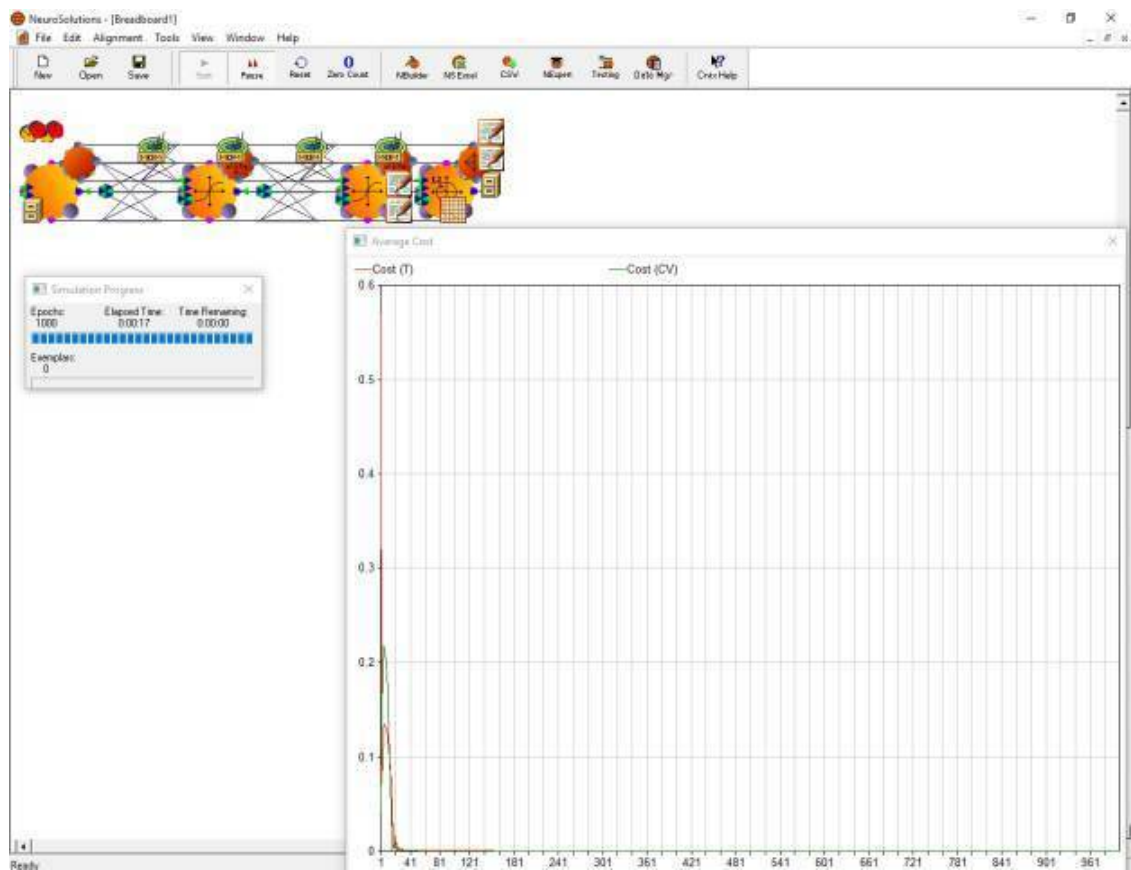 NeuroSolutions - [Breadboard1]
File Edit Alignment Tools View Window Help
New Open Save Start Pause Reset Zero Count NBuilder NS Excel CSV NExpert Testing Data Mgr Cntx Help
Average Cost
Cost (T) Cost (CV)
Simulation Progress
Epochs: Elapsed Time: Time Remaining:
1000 0:00:17 0:00:00
Exemplars:
0
0.6
0.5
0.4
0.3
0.2
0.1
0
1 41 81 121 181 241 301 361 421 481 541 601 661 721 781 841 901 961
Ready